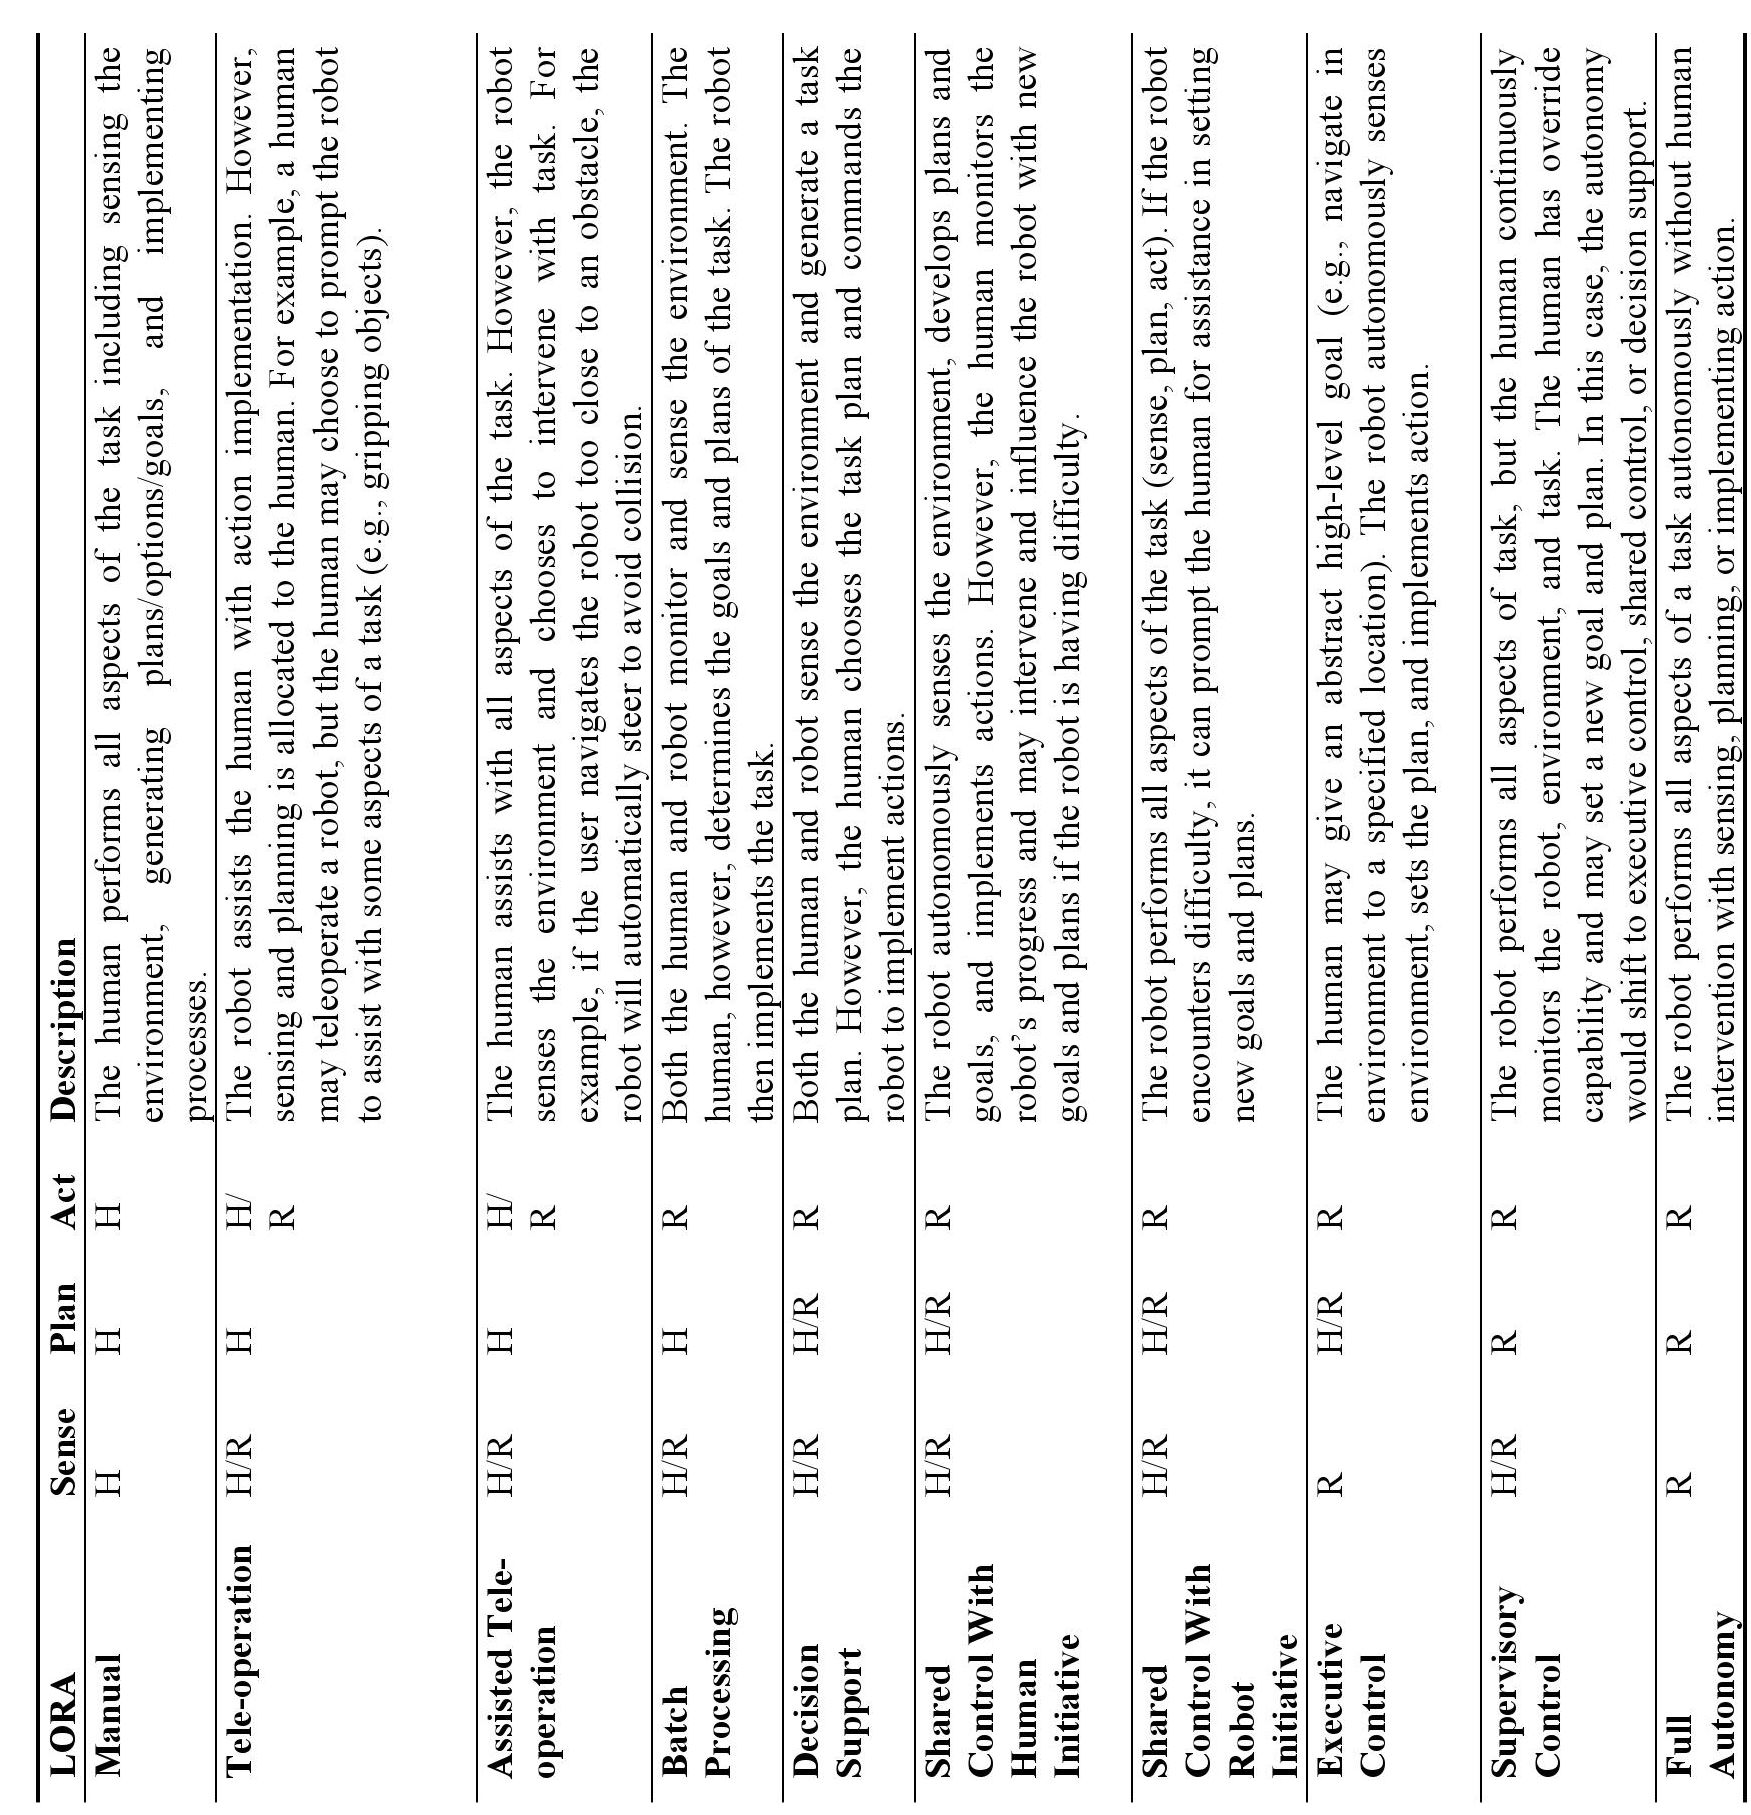 LORA Sense Plan Act Description
Manual H H H The human performs all aspects of the task including sensing the
environment, generating plans/options/goals, and implementing
processes.
Tele-operation H/R H H/ The robot assists the human with action implementation. However,
R sensing and planning is allocated to the human. For example, a human
may teleoperate a robot, but the human may choose to prompt the robot
to assist with some aspects of a task (e.g., gripping objects).
Assisted Tele- H/R H H/ The human assists with all aspects of the task. However, the robot
operation R senses the environment and chooses to intervene with task. For
example, if the user navigates the robot too close to an obstacle, the
robot will automatically steer to avoid collision.
Batch H/R H R Both the human and robot monitor and sense the environment. The
Processing human, however, determines the goals and plans of the task. The robot
then implements the task.
Decision H/R H/R R Both the human and robot sense the environment and generate a task
Support plan. However, the human chooses the task plan and commands the
robot to implement actions.
Shared H/R H/R R The robot autonomously senses the environment, develops plans and
Control With goals, and implements actions. However, the human monitors the
Human robot's progress and may intervene and influence the robot with new
Initiative goals and plans if the robot is having difficulty.
Shared H/R H/R R The robot performs all aspects of the task (sense, plan, act). If the robot
Control With encounters difficulty, it can prompt the human for assistance in setting
Robot new goals and plans.
Initiative
Executive R H/R R The human may give an abstract high-level goal (e.g., navigate in
Control environment to a specified location). The robot autonomously senses
environment, sets the plan, and implements action.
Supervisory H/R R R The robot performs all aspects of task, but the human continuously
Control monitors the robot, environment, and task. The human has override
capability and may set a new goal and plan. In this case, the autonomy
would shift to executive control, shared control, or decision support.
Full R R R The robot performs all aspects of a task autonomously without human
Autonomy intervention with sensing, planning, or implementing action.